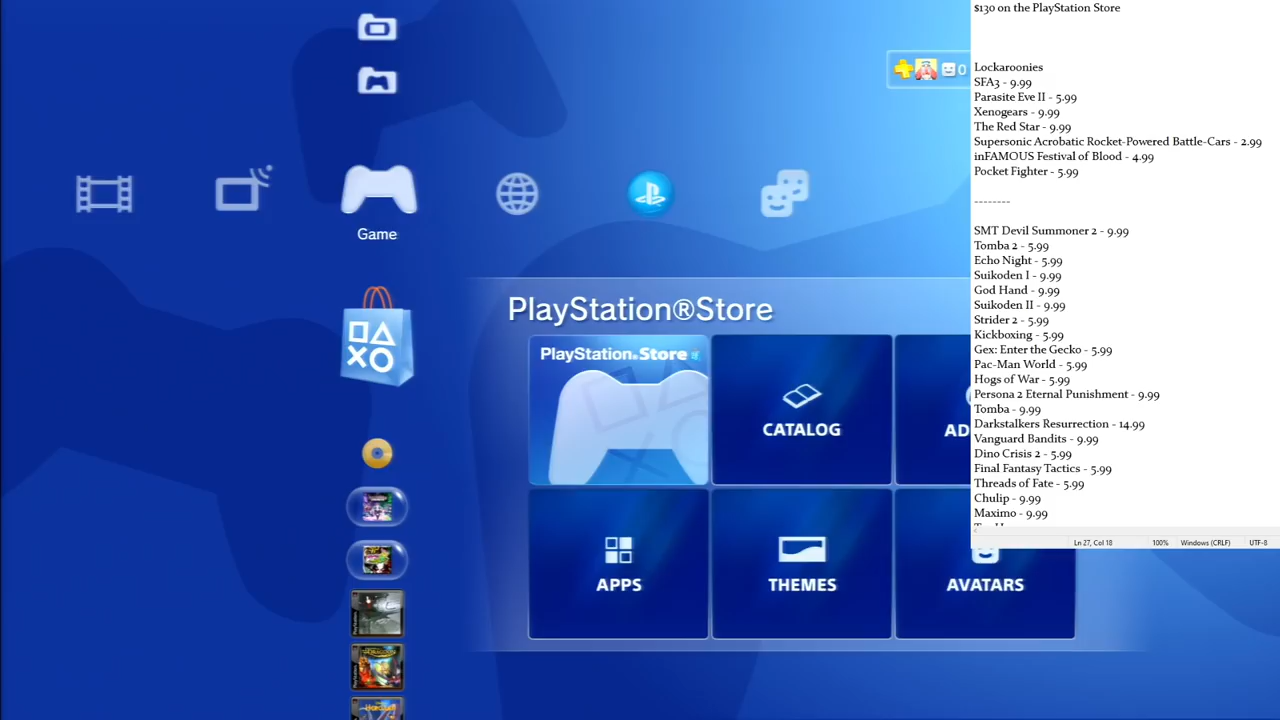 $130 on the PlayStation Store
Lockaroonies
SFA3 - 9.99
Parasite Eve II - 5.99
Xenogears - 9.99
The Red Star - 9.99
Supersonic Acrobatic Rocket-Powered Battle-Cars - 2.99
inFAMOUS Festival of Blood - 4.99
Pocket Fighter - 5.99
--------
SMT Devil Summoner 2 - 9.99
Tomba 2 - 5.99
Echo Night - 5.99
Suikoden I - 9.99
God Hand - 9.99
Suikoden II - 9.99
Strider 2 - 5.99
Kickboxing - 5.99
Gex: Enter the Gecko - 5.99
Pac-Man World - 5.99
Hogs of War - 5.99
Persona 2 Eternal Punishment - 9.99
Tomba - 9.99
Darkstalkers Resurrection - 14.99
Vanguard Bandits - 9.99
Dino Crisis 2 - 5.99
Final Fantasy Tactics - 5.99
Threads of Fate - 5.99
Chulip - 9.99
Maximo - 9.99
Ln 27, Col 18 100% Windows (CRLF) UTF-8
0
Game
PlayStation®Store
PlayStation®Store
CATALOG
AD
APPS
THEMES
AVATARS